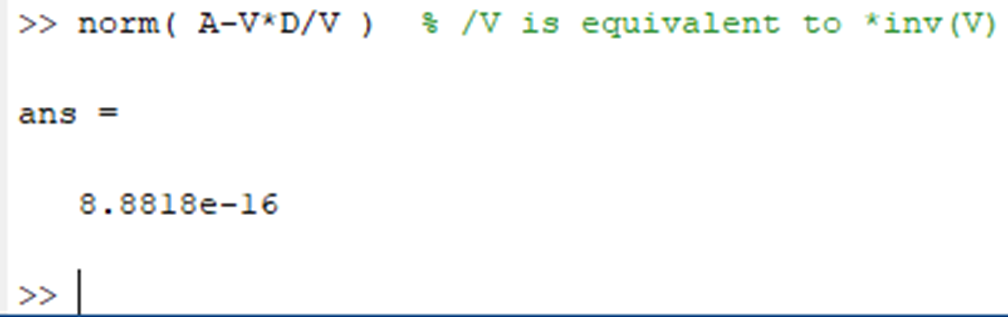 >> norm( A-V*D/V )  % /V is equivalent to *inv(V)
ans =
8.8818e-16
>>